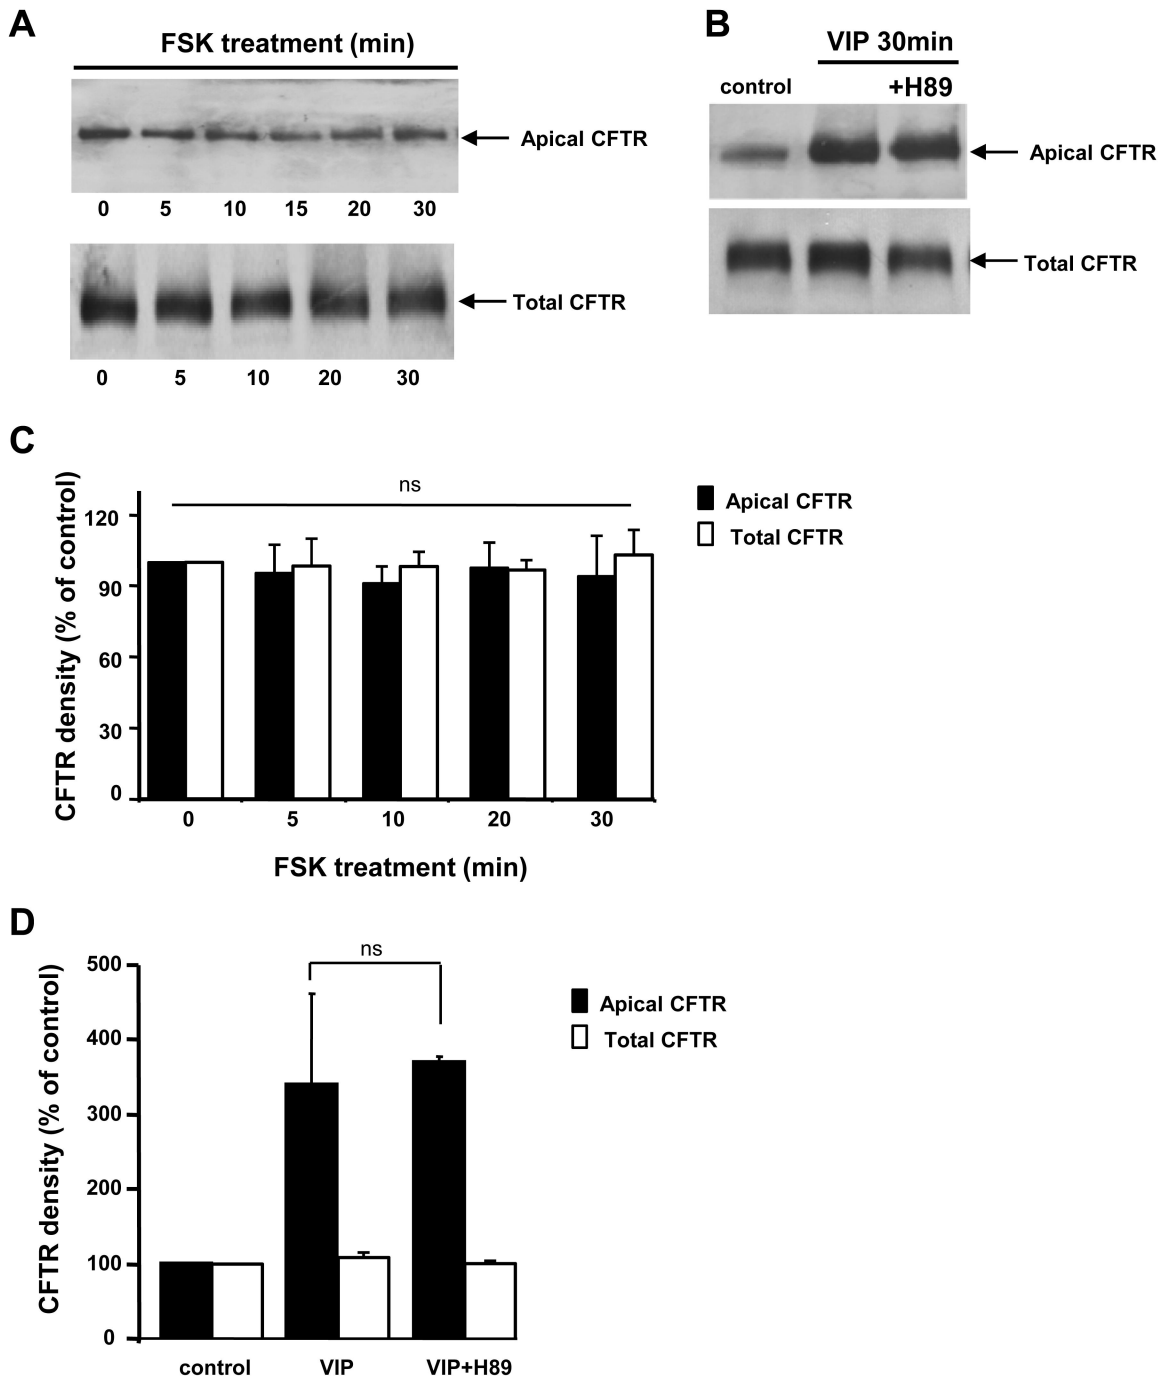 A
FSK treatment (min)
Apical CFTR
0 5 10 15 20 30
Total CFTR
0 5 10 20 30
B
VIP 30min
control +H89
Apical CFTR
Total CFTR
C
CFTR density (% of control)
120
90
60
30
0
ns
Apical CFTR
Total CFTR
0 5 10 20 30
FSK treatment (min)
D
CFTR density (% of control)
500
400
300
200
100
0
ns
Apical CFTR
Total CFTR
control VIP VIP+H89